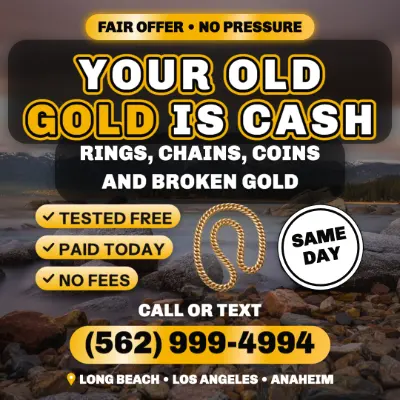 FAIR OFFER • NO PRESSURE
YOUR OLD
GOLD IS CASH
RINGS, CHAINS, COINS
AND BROKEN GOLD
TESTED FREE
PAID TODAY
NO FEES
SAME
DAY
CALL OR TEXT
(562) 999-4994
LONG BEACH • LOS ANGELES • ANAHEIM